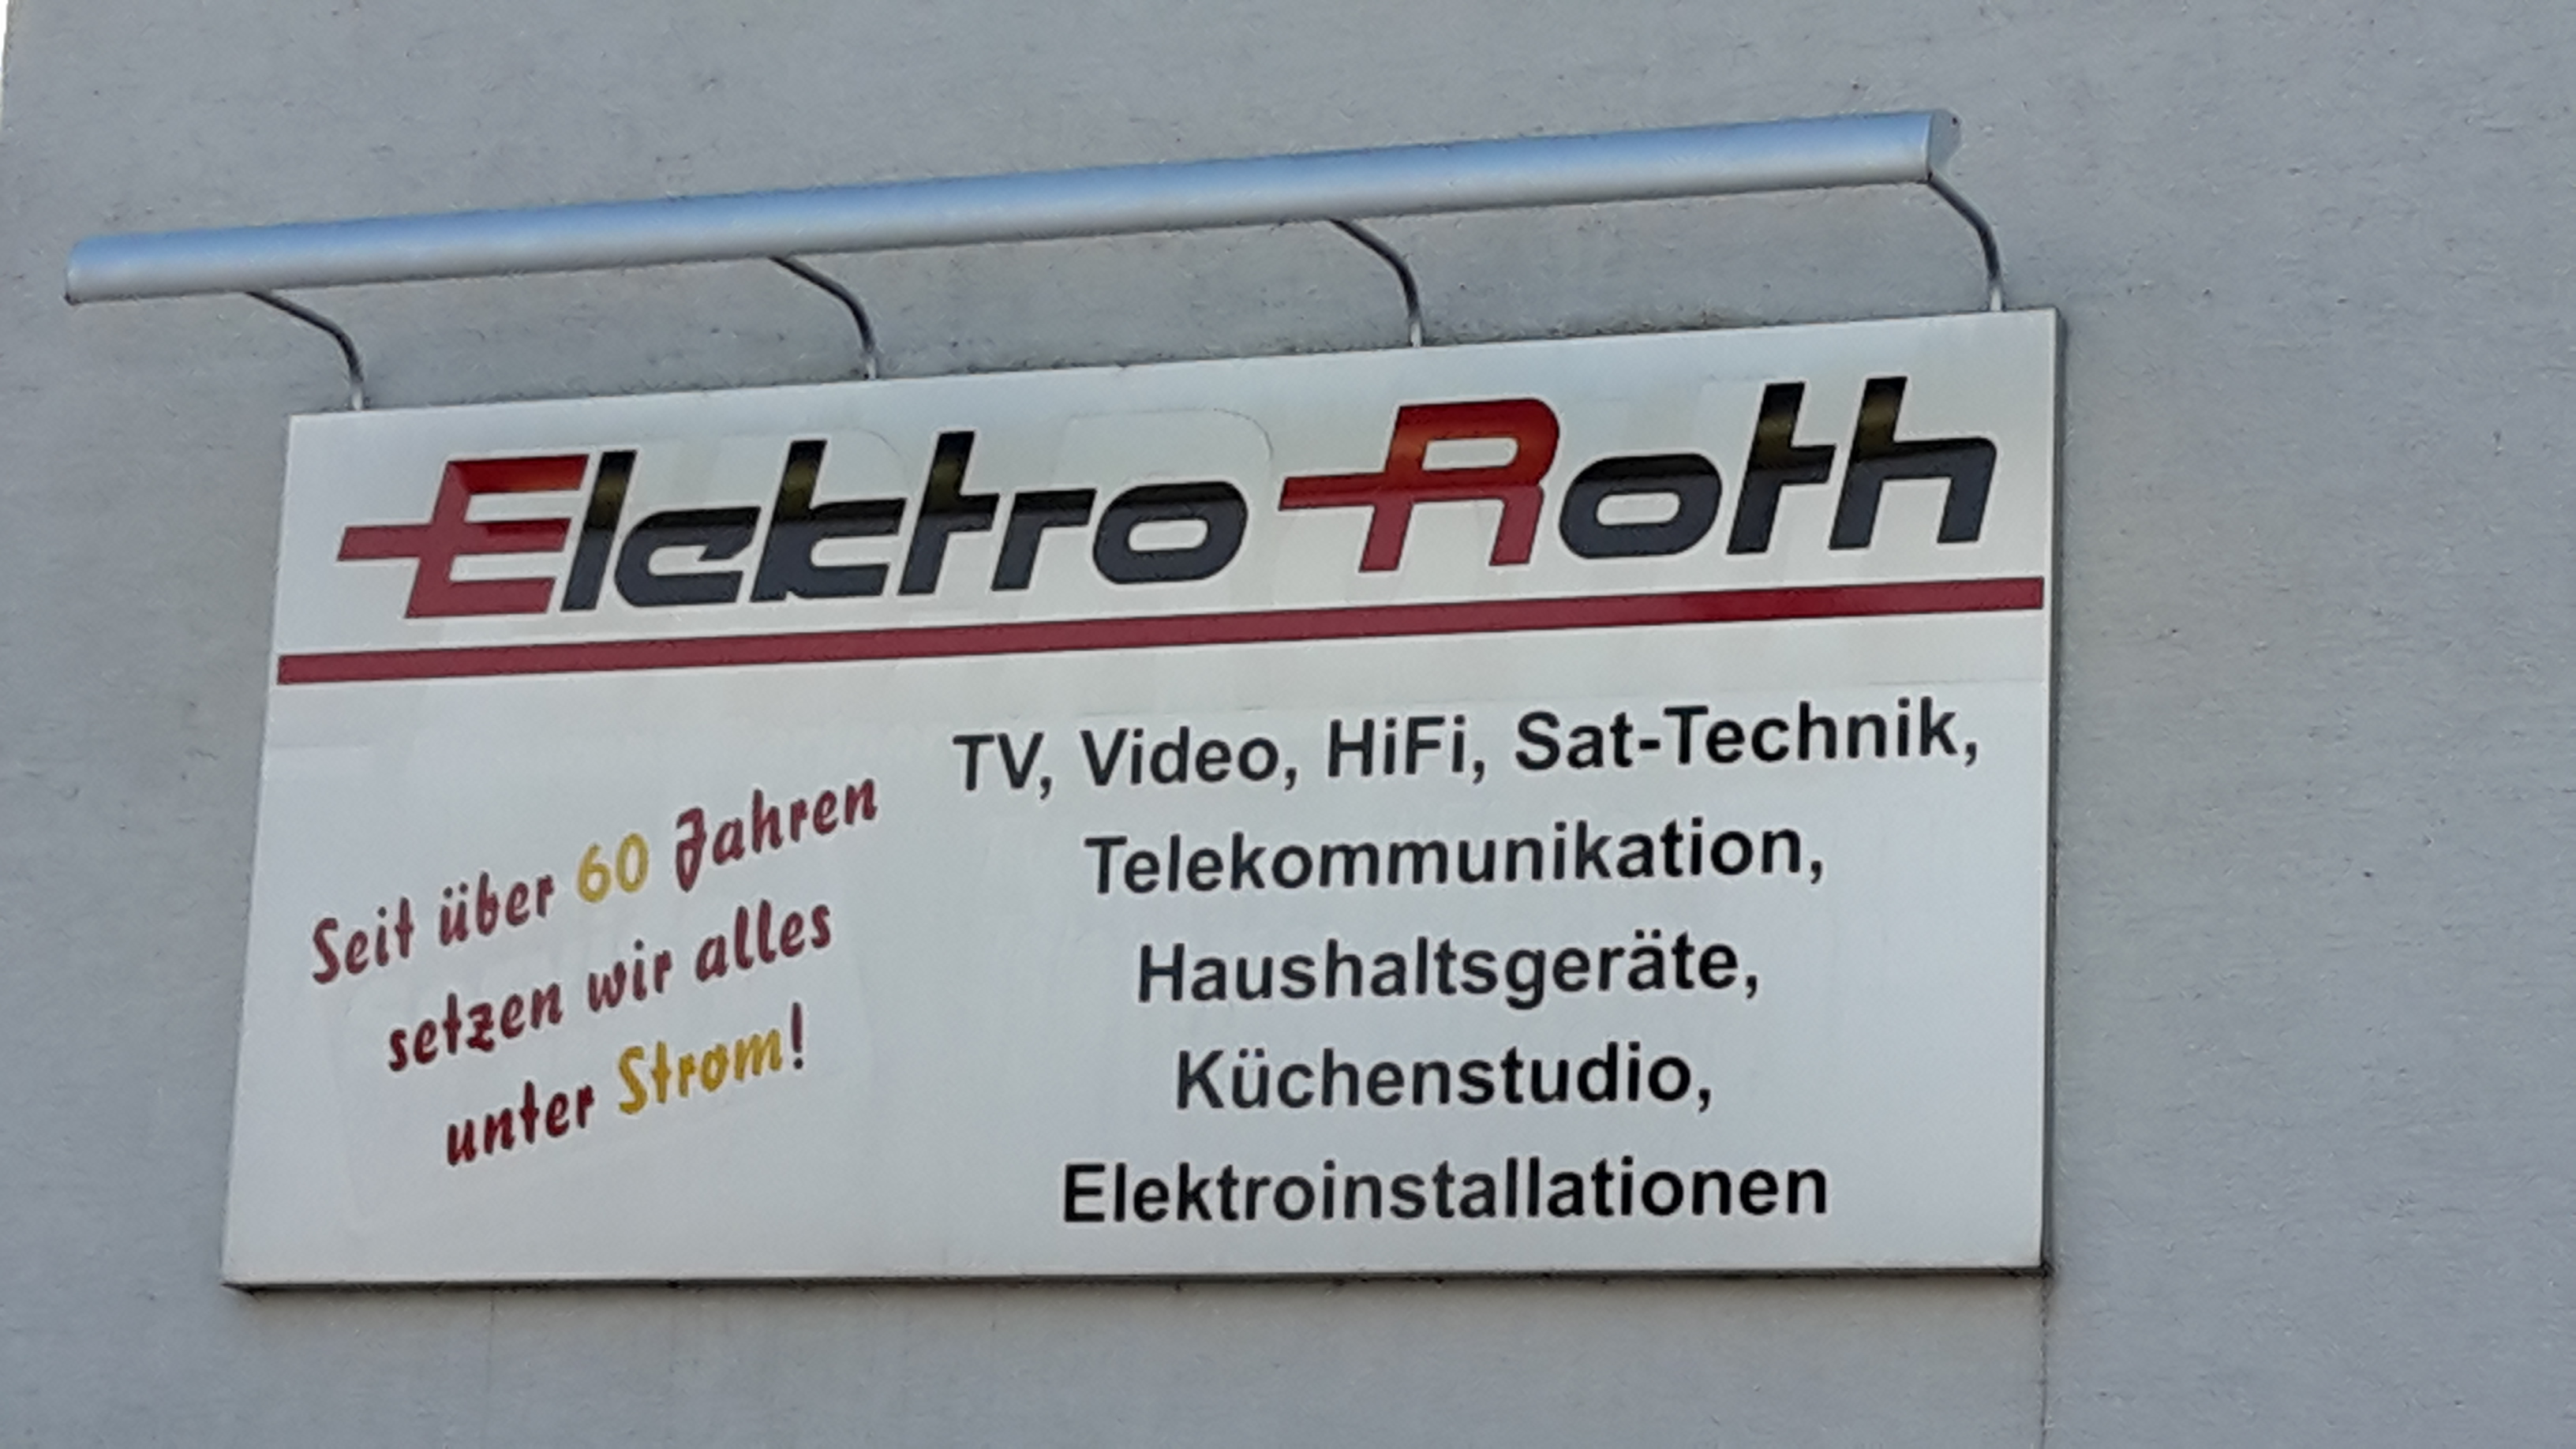 Elektro Roth
Seit über 60 Jahren
setzen wir alles
unter Strom!
TV, Video, HiFi, Sat-Technik,
Telekommunikation,
Haushaltsgeräte,
Küchenstudio,
Elektroinstallationen